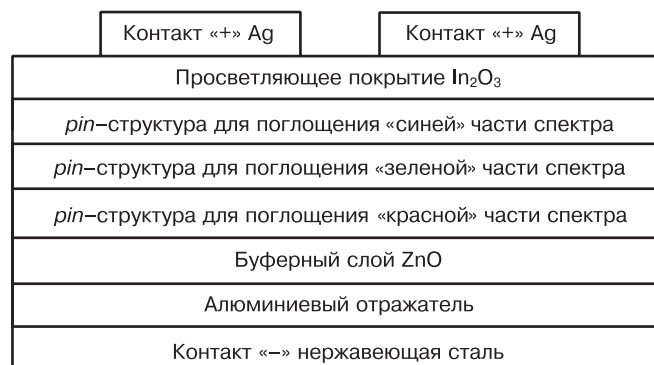 Контакт «+» Ag Контакт «+» Ag
Просветляющее покрытие In₂O₃
pin–структура для поглощения «синей» части спектра
pin–структура для поглощения «зеленой» части спектра
pin–структура для поглощения «красной» части спектра
Буферный слой ZnO
Алюминиевый отражатель
Контакт «–» нержавеющая сталь